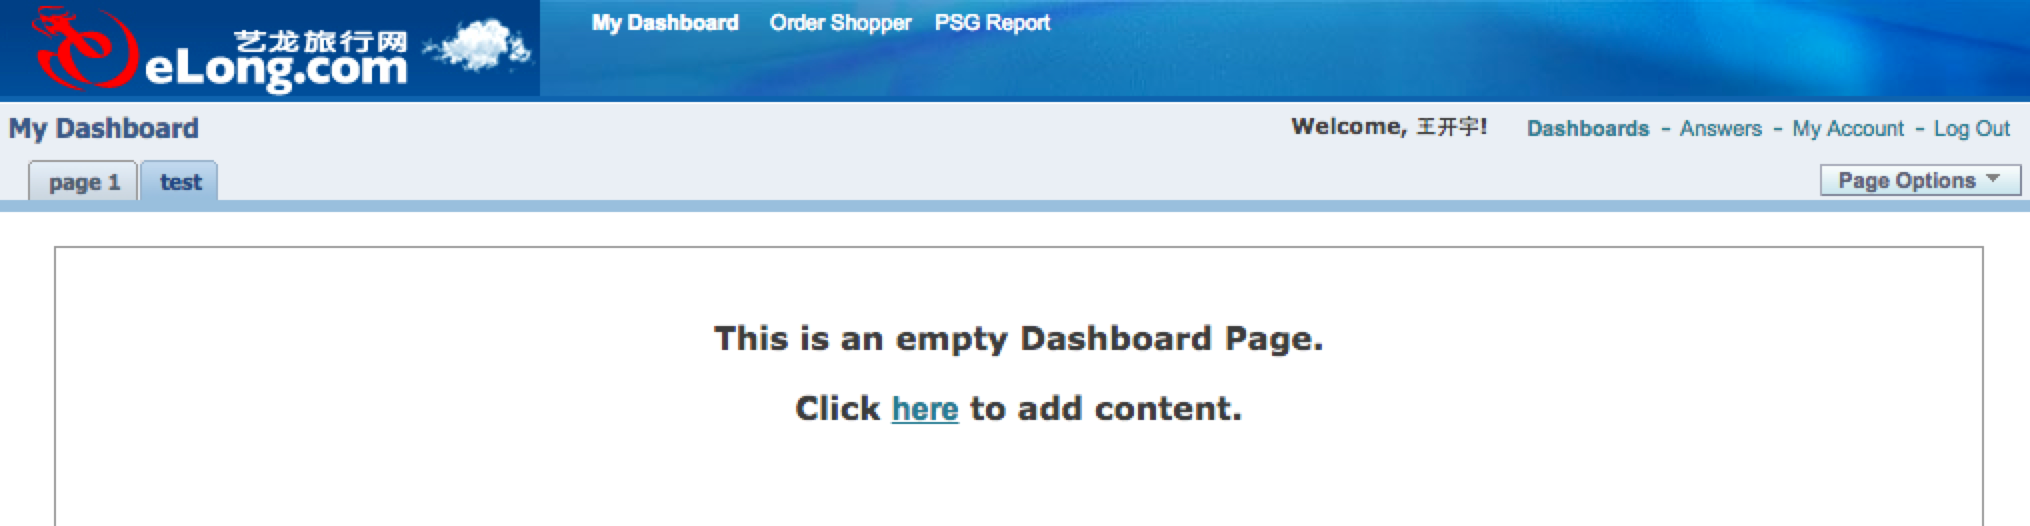 艺龙旅行网
eLong.com
My Dashboard Order Shopper PSG Report
My Dashboard
Welcome, 王开宇! Dashboards - Answers - My Account - Log Out
page 1 test
Page Options
This is an empty Dashboard Page.
Click here to add content.